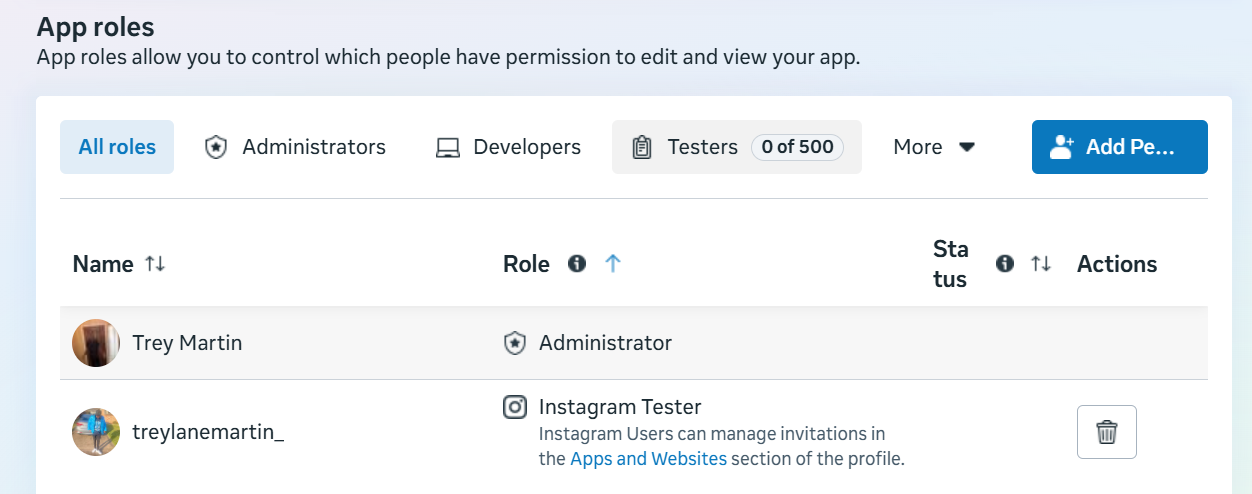 App roles
App roles allow you to control which people have permission to edit and view your app.
All roles
Administrators
Developers
Testers 0 of 500
More
Add Pe...
Name
Role
Sta
tus
Actions
Trey Martin
Administrator
treylanemartin_
Instagram Tester
Instagram Users can manage invitations in
the Apps and Websites section of the profile.